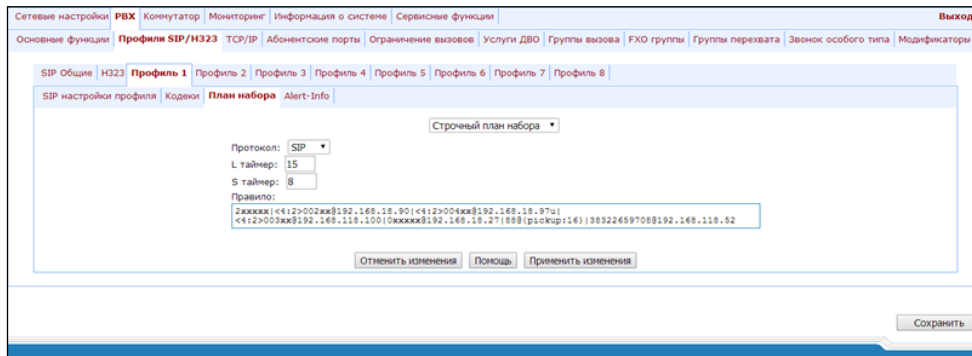 Сетевые настройки PBX Коммутатор Мониторинг Информация о системе Сервисные функции Выход
Основные функции Профили SIP/H323 TCP/IP Абонентские порты Ограничение вызовов Услуги ДВО Группы вызова FXO группы Группы перехвата Звонок особого типа Модификаторы
SIP Общие H323 Профиль 1 Профиль 2 Профиль 3 Профиль 4 Профиль 5 Профиль 6 Профиль 7 Профиль 8
SIP настройки профиля Кодеки План набора Alert-Info
Строчный план набора
Протокол: SIP
L таймер: 15
S таймер: 8
Правило:
2xxxxx|<4:2>002xx@192.168.18.90|<4:2>004xx@192.168.18.97u|
<4:2>003xx@192.168.118.100|0xxxxx@192.168.18.27|88@{pickup:16}|38322659708@192.168.118.52
Отменить изменения Помощь Применить изменения
Сохранить